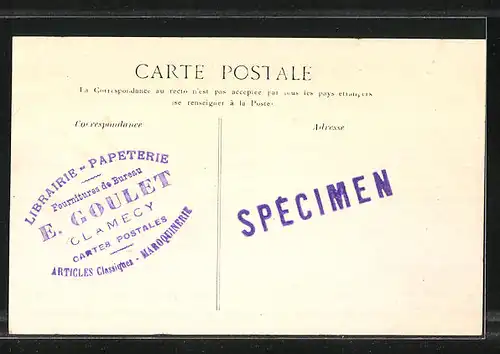 CARTE POSTALE
La Correspondance au recto n'est pas acceptée par tous les pays étrangers
(se renseigner à la Poste)
Correspondance
Adresse
LIBRAIRIE - PAPETERIE
Fournitures de Bureau
E. GOULET
CLAMECY
CARTES POSTALES
ARTICLES Classiques - MAROQUINERIE
SPÉCIMEN